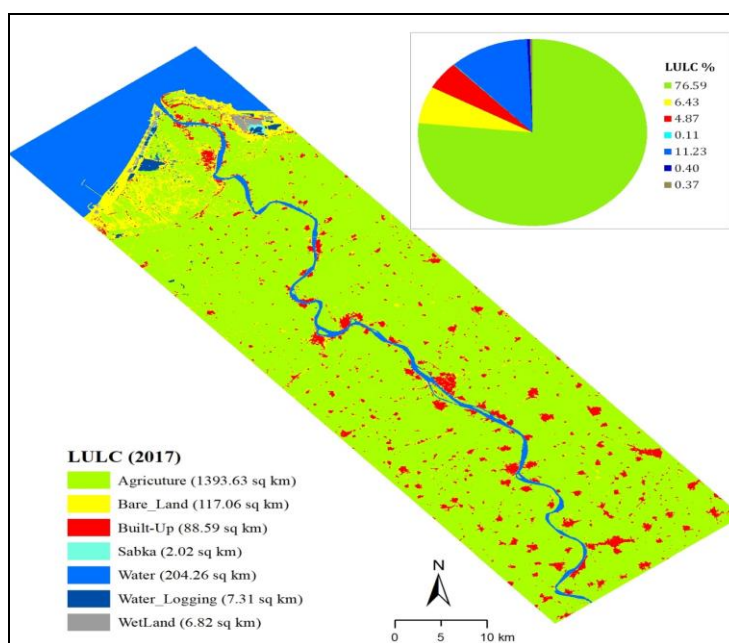 LULC %
76.59
6.43
4.87
0.11
11.23
0.40
0.37
LULC (2017)
Agricuture (1393.63 sq km)
Bare_Land (117.06 sq km)
Built-Up (88.59 sq km)
Sabka (2.02 sq km)
Water (204.26 sq km)
Water_Logging (7.31 sq km)
WetLand (6.82 sq km)
N
0 5 10 km